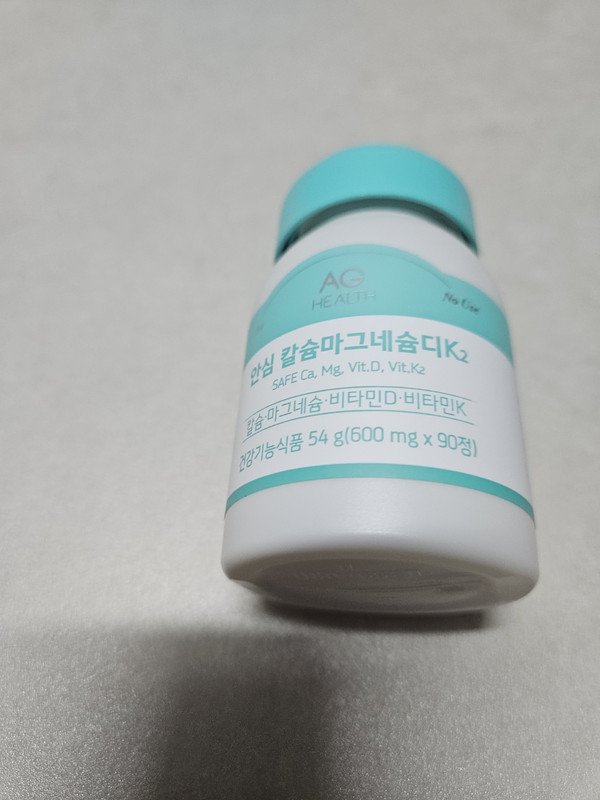 AG
HEALTH
No Use
안심 칼슘마그네슘디K2
SAFE Ca, Mg, Vit.D, Vit.K2
칼슘·마그네슘·비타민D·비타민K
건강기능식품 54 g(600 mg x 90정)